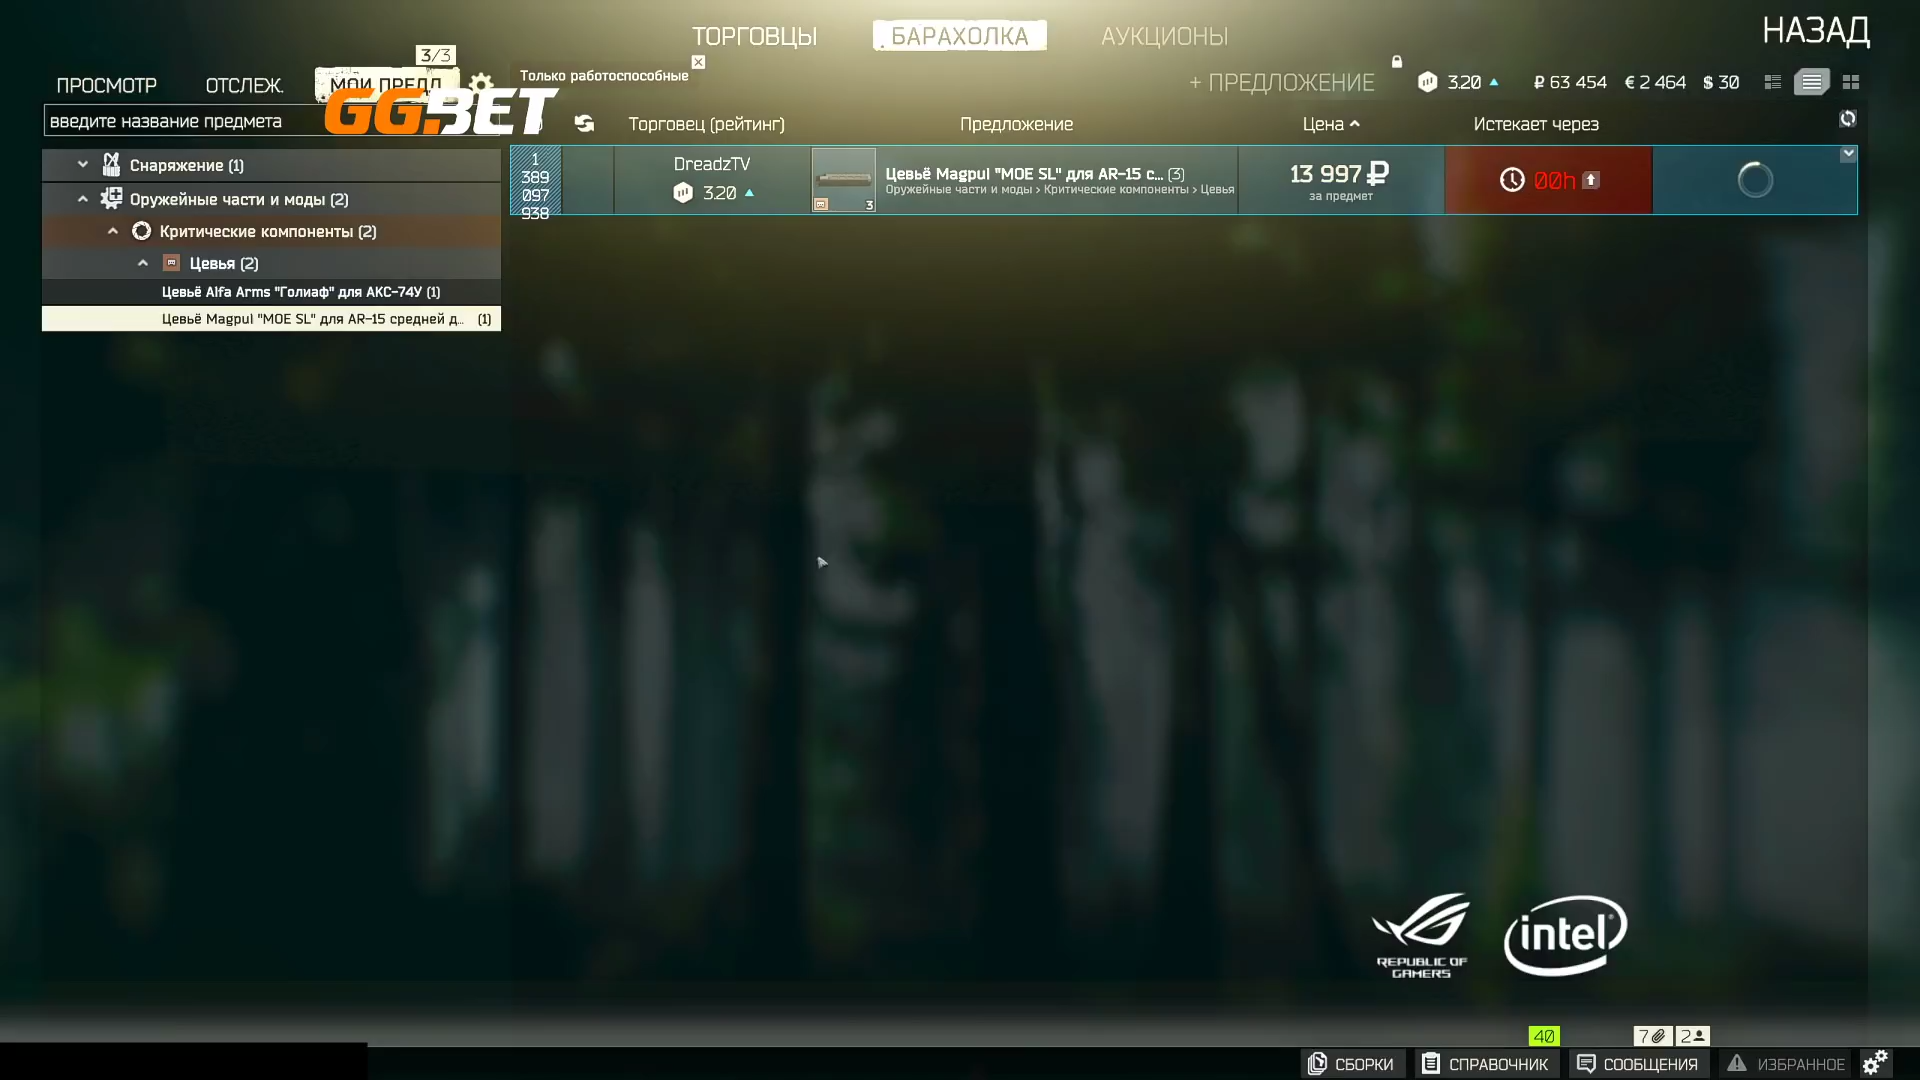 ТОРГОВЦЫ
БАРАХОЛКА
АУКЦИОНЫ
НАЗАД
3/3
ПРОСМОТР
ОТСЛЕЖ.
МОИ ПРЕДЛ
Только работоспособные
+ ПРЕДЛОЖЕНИЕ
3.20
₽ 63 454
€ 2 464
$ 30
введите название предмета
GG.BET
Торговец (рейтинг)
Предложение
Цена
Истекает через
Снаряжение (1)
Оружейные части и моды (2)
Критические компоненты (2)
Цевья (2)
Цевьё Alfa Arms "Голиаф" для АКС-74У (1)
Цевьё Magpul "MOE SL" для AR-15 средней д... (1)
1
389
097
938
DreadzTV
3.20
3
Цевьё Magpul "MOE SL" для AR-15 с... (3)
Оружейные части и моды > Критические компоненты > Цевья
13 997 ₽
за предмет
00h
REPUBLIC OF
GAMERS
intel
40
7
2
СБОРКИ
СПРАВОЧНИК
СООБЩЕНИЯ
ИЗБРАННОЕ